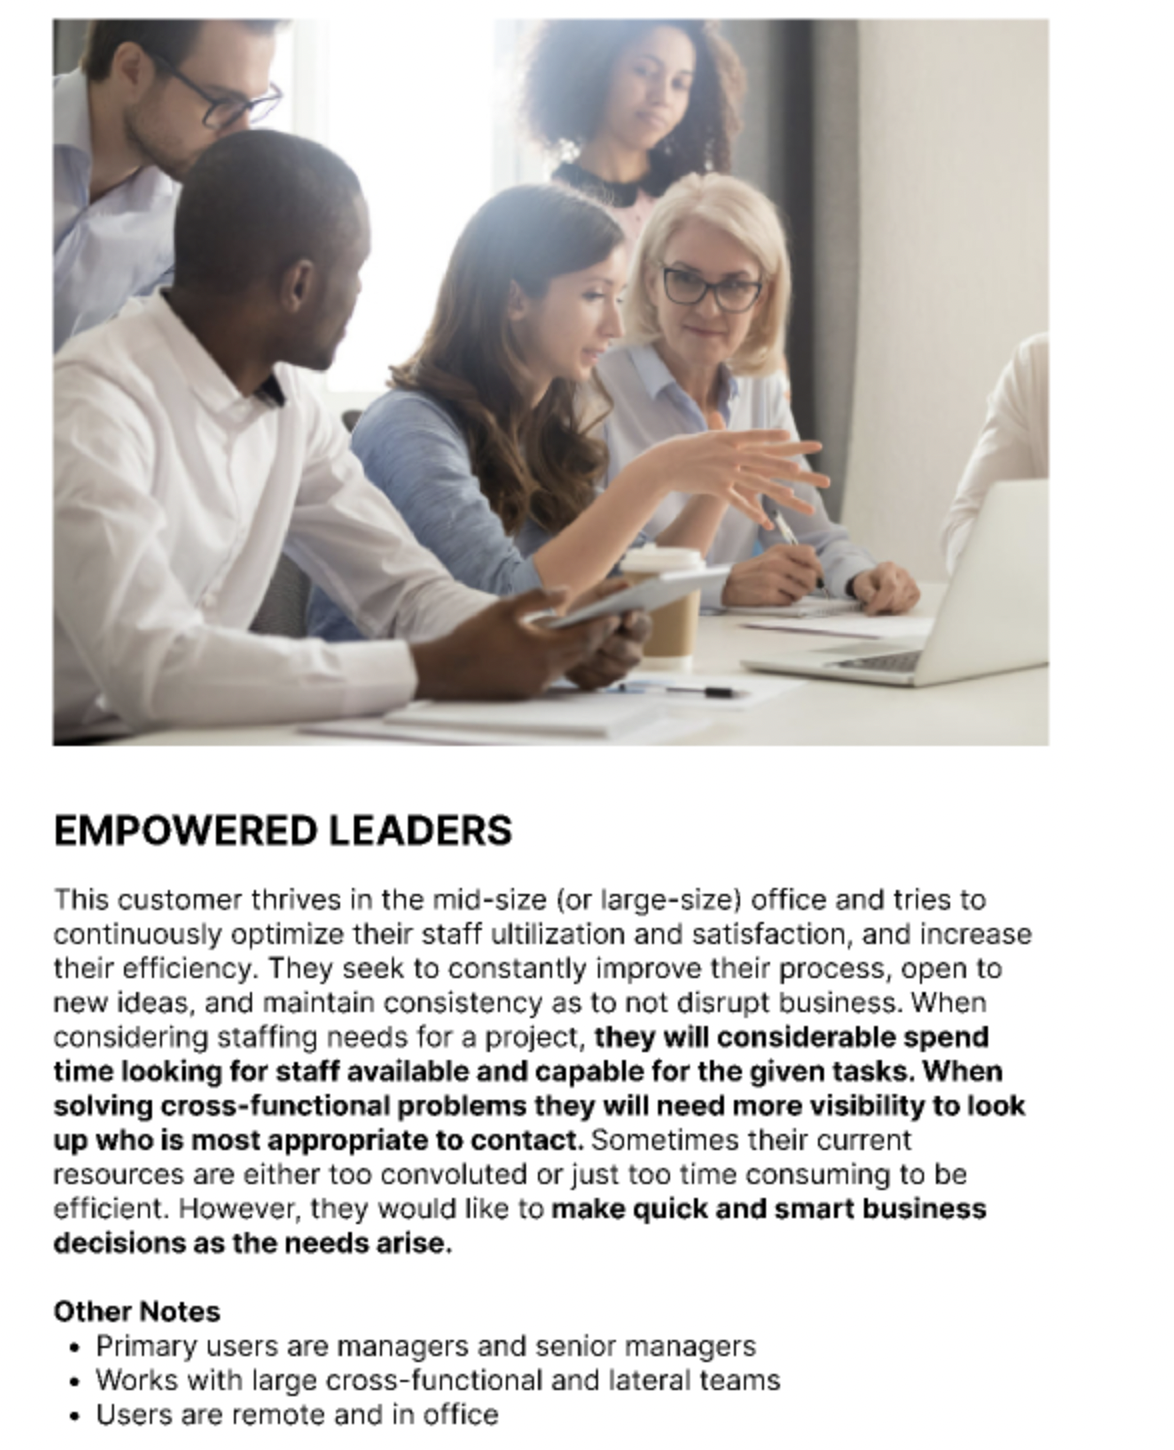 EMPOWERED LEADERS
This customer thrives in the mid-size (or large-size) office and tries to
continuously optimize their staff ultilization and satisfaction, and increase
their efficiency. They seek to constantly improve their process, open to
new ideas, and maintain consistency as to not disrupt business. When
considering staffing needs for a project, they will considerable spend
time looking for staff available and capable for the given tasks. When
solving cross-functional problems they will need more visibility to look
up who is most appropriate to contact. Sometimes their current
resources are either too convoluted or just too time consuming to be
efficient. However, they would like to make quick and smart business
decisions as the needs arise.
Other Notes
• Primary users are managers and senior managers
• Works with large cross-functional and lateral teams
• Users are remote and in office